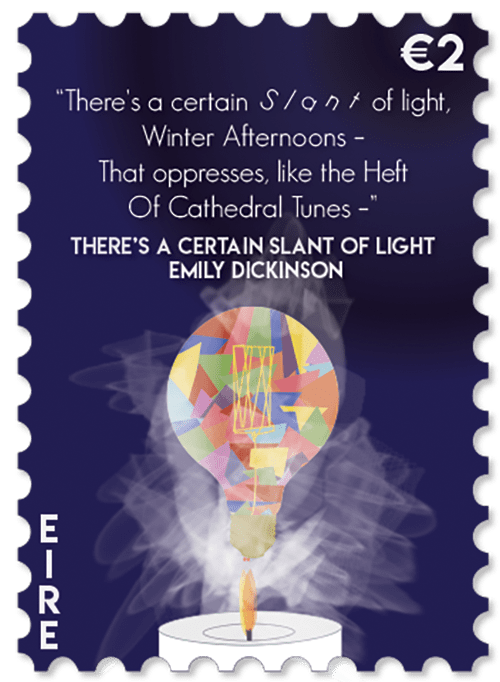 €2
“There's a certain Slant of light,
Winter Afternoons –
That oppresses, like the Heft
Of Cathedral Tunes –”
THERE'S A CERTAIN SLANT OF LIGHT
EMILY DICKINSON
EIRE